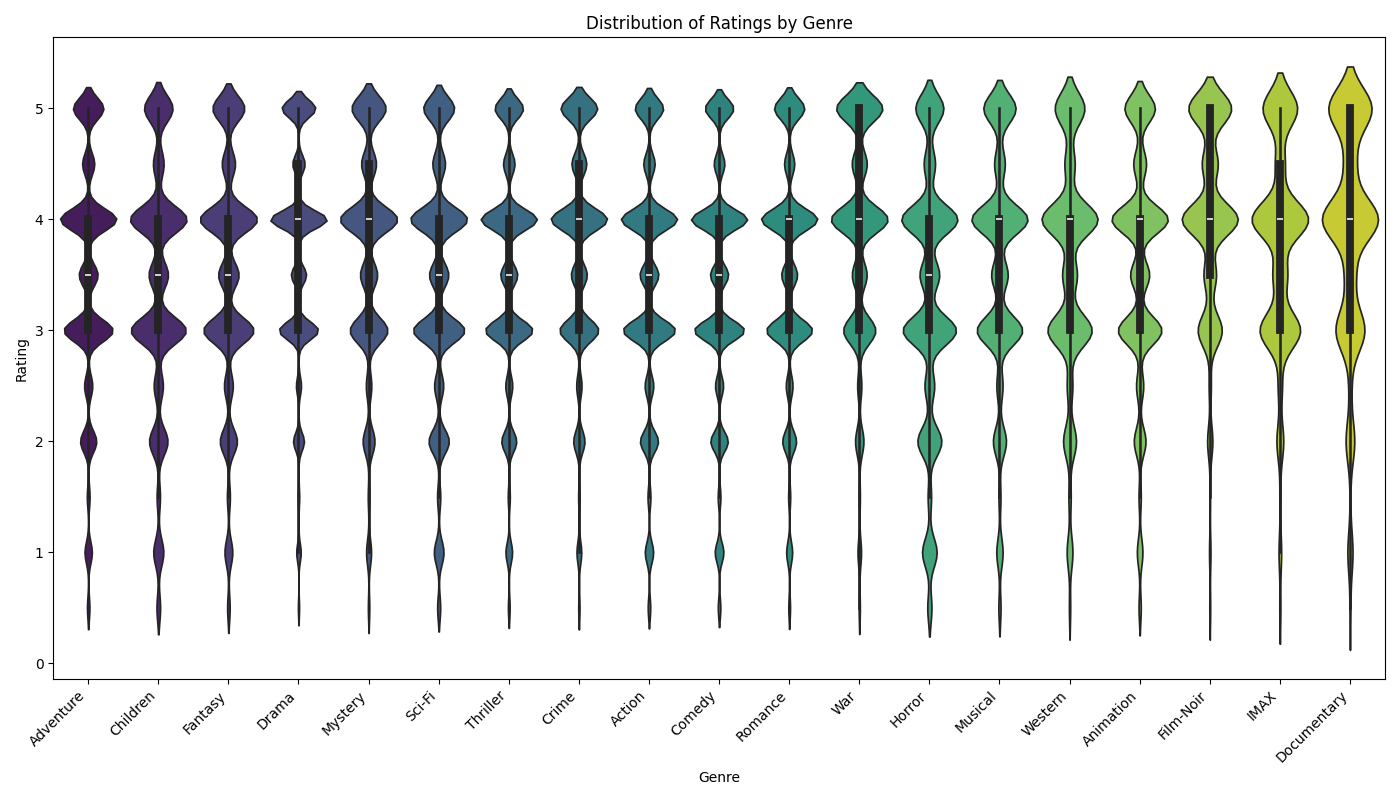 Distribution of Ratings by Genre
Rating
5
4
3
2
1
0
Adventure
Children
Fantasy
Drama
Mystery
Sci-Fi
Thriller
Crime
Action
Comedy
Romance
War
Horror
Musical
Western
Animation
Film-Noir
IMAX
Documentary
Genre